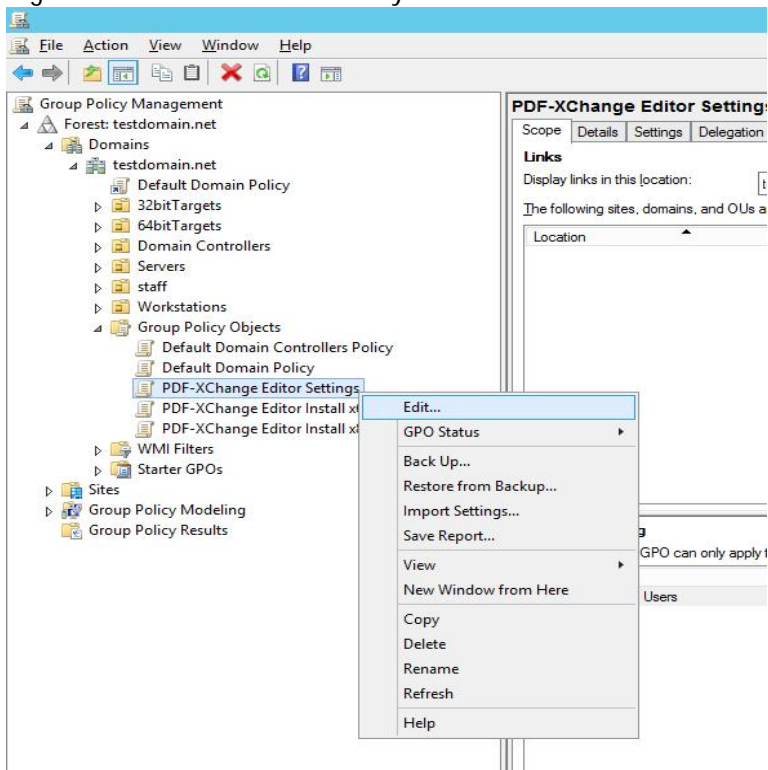 File Action View Window Help
Group Policy Management
Forest: testdomain.net
Domains
testdomain.net
Default Domain Policy
32bitTargets
64bitTargets
Domain Controllers
Servers
staff
Workstations
Group Policy Objects
Default Domain Controllers Policy
Default Domain Policy
PDF-XChange Editor Settings
PDF-XChange Editor Install
PDF-XChange Editor Install
WMI Filters
Starter GPOs
Sites
Group Policy Modeling
Group Policy Results
Edit...
GPO Status
Back Up...
Restore from Backup...
Import Settings...
Save Report...
View
New Window from Here
Copy
Delete
Rename
Refresh
Help
PDF-XChange Editor Settings
Scope Details Settings Delegation
Links
Display links in this location:
The following sites, domains, and OUs
Location
GPO can only apply
Users